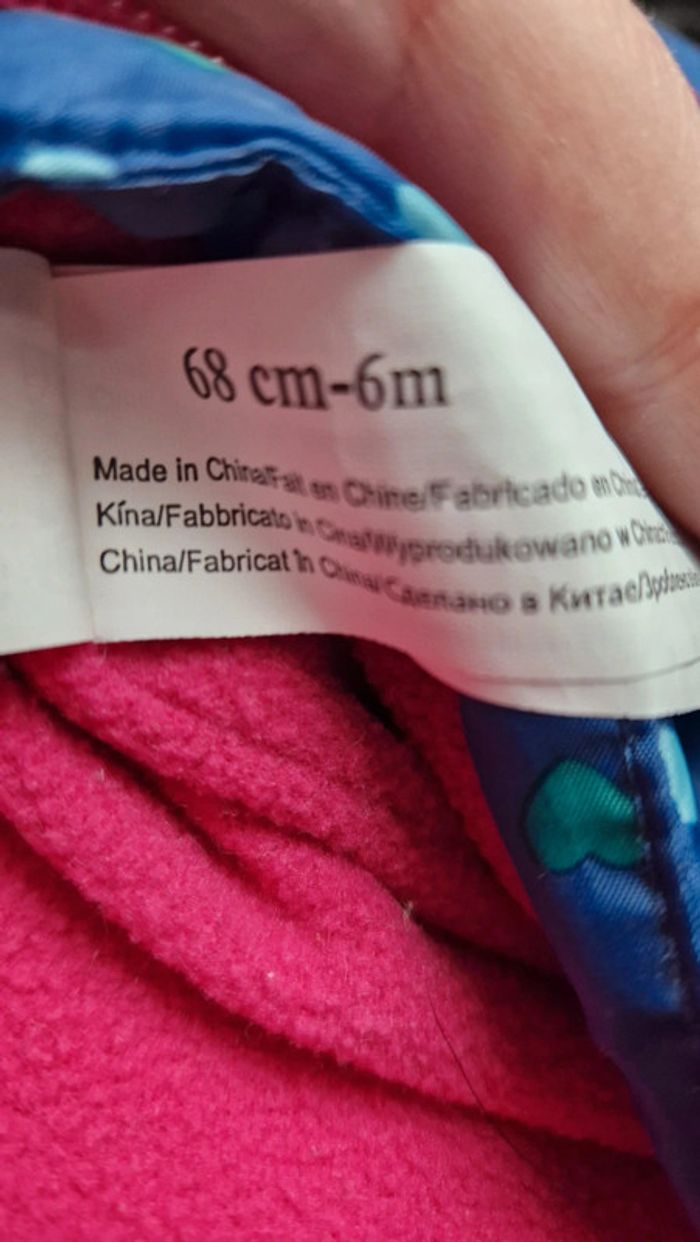 68 cm-6m
Made in China/Fait en Chine/Fabricado en
Kína/Fabbricato in Cina/Wyprodukowano w
China/Fabricat în China/Сделано в Китае/